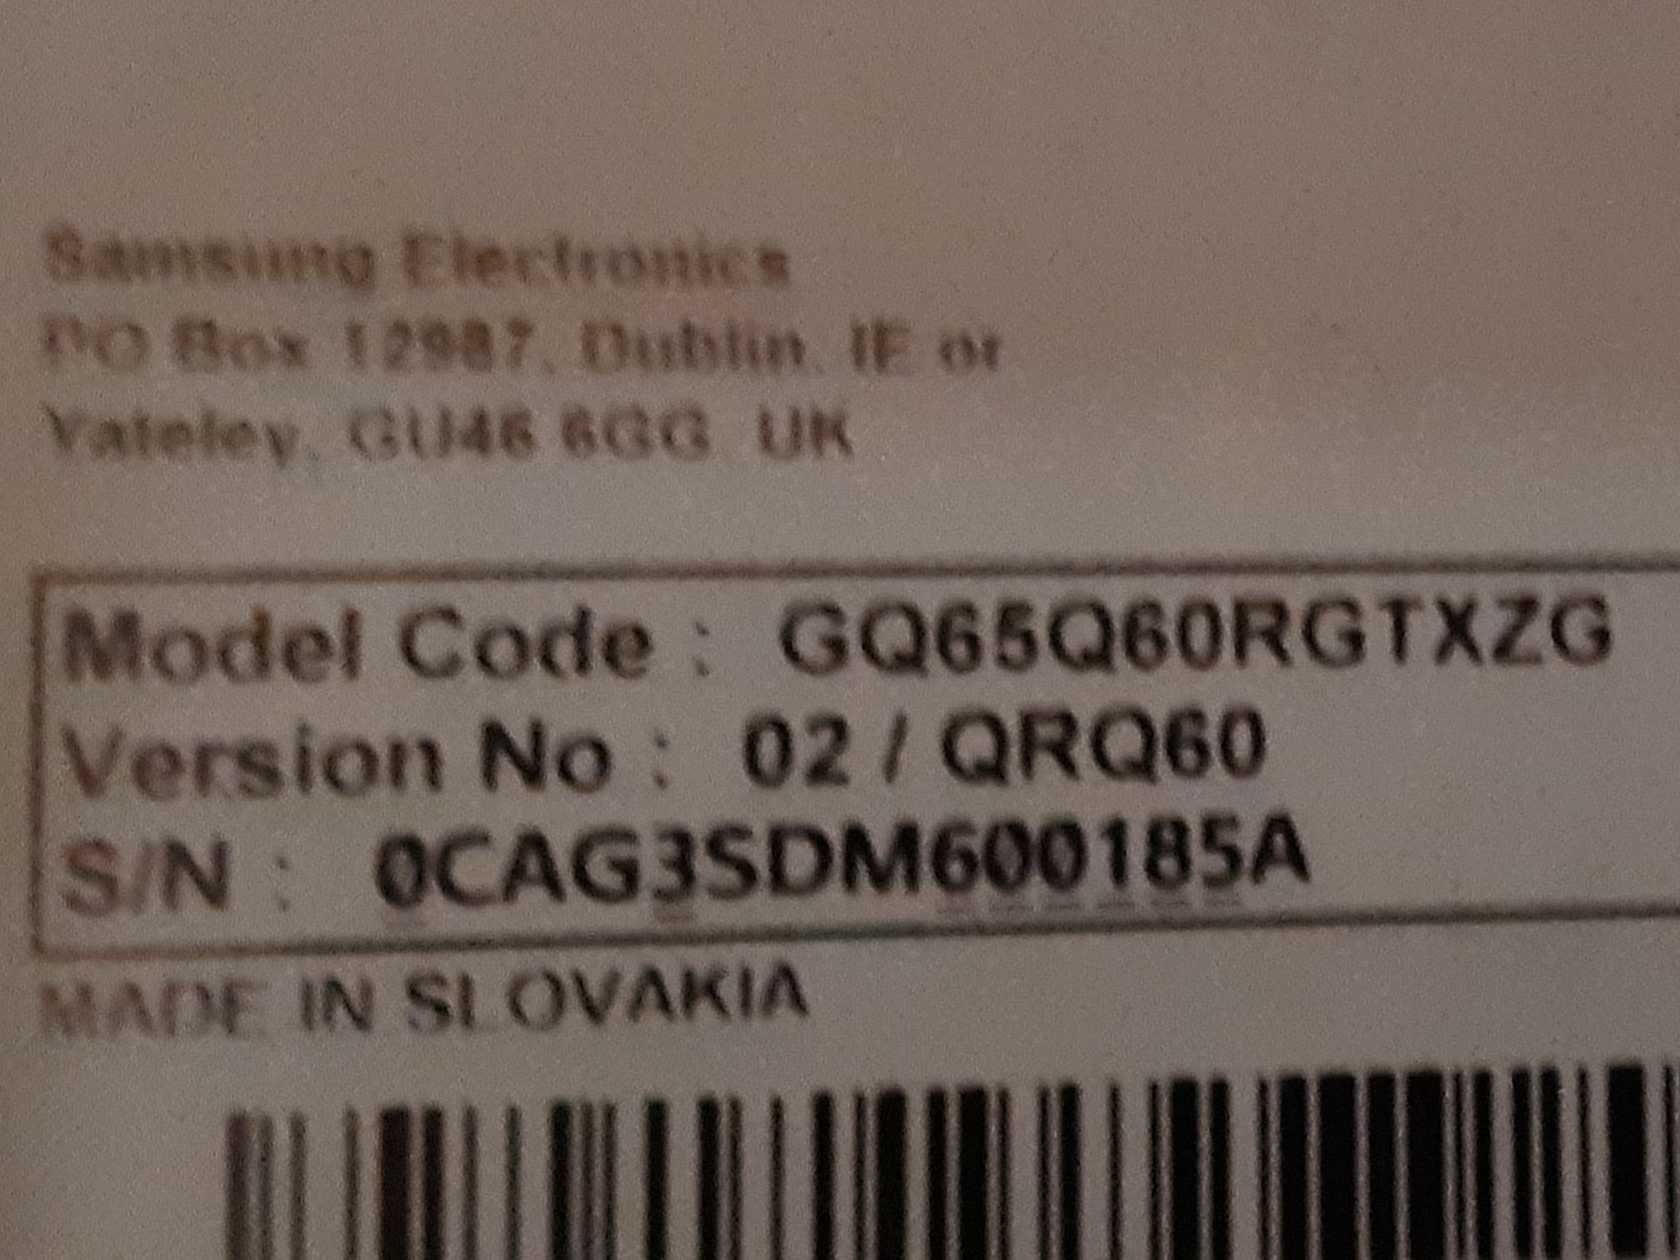 Samsung Electronics
PO Box 12987, Dublin. IE or
Yateley, GU46 6GG UK
Model Code : GQ65Q60RGTXZG
Version No : 02 / QRQ60
S/N : 0CAG3SDM600185A
MADE IN SLOVAKIA